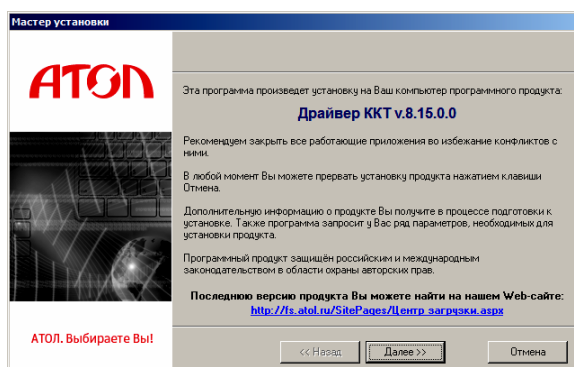 Мастер установки
АТОЛ
Эта программа произведет установку на Ваш компьютер программного продукта:
Драйвер ККТ v.8.15.0.0
Рекомендуем закрыть все работающие приложения во избежание конфликтов с
ними.
В любой момент Вы можете прервать установку продукта нажатием клавиши
Отмена.
Дополнительную информацию о продукте Вы получите в процессе подготовки к
установке. Также программа запросит у Вас ряд параметров, необходимых для
установки продукта.
Программный продукт защищён российским и международным
законодательством в области охраны авторских прав.
Последнюю версию продукта Вы можете найти на нашем Web-сайте:
http://fs.atol.ru/SitePages/Центр загрузки.aspx
АТОЛ. Выбираете Вы!
<< Назад
Далее >>
Отмена